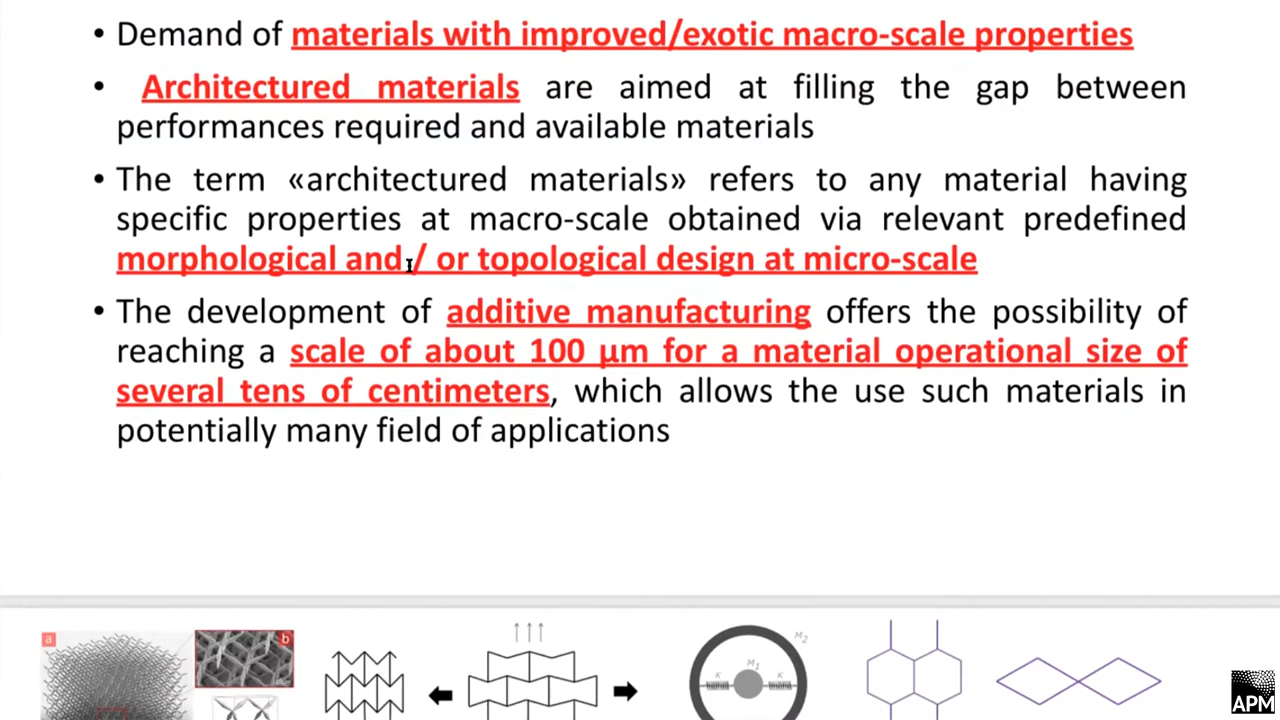 • Demand of materials with improved/exotic macro-scale properties
• Architectured materials are aimed at filling the gap between
performances required and available materials
• The term «architectured materials» refers to any material having
specific properties at macro-scale obtained via relevant predefined
morphological and / or topological design at micro-scale
• The development of additive manufacturing offers the possibility of
reaching a scale of about 100 µm for a material operational size of
several tens of centimeters, which allows the use such materials in
potentially many field of applications
a
b
M2
M1
K
K
APM